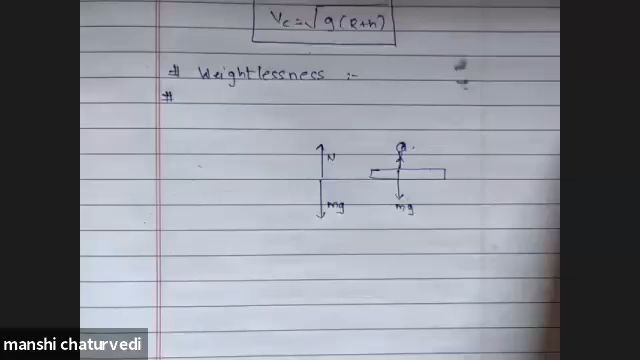 Vc = √g(R+h)
# Weightlessness :-
#
N
mg
mg
manshi chaturvedi